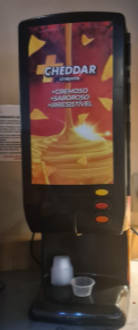 CHEDDAR
+CREMOSO
+SABOROSO
+IRRESISTÍVEL